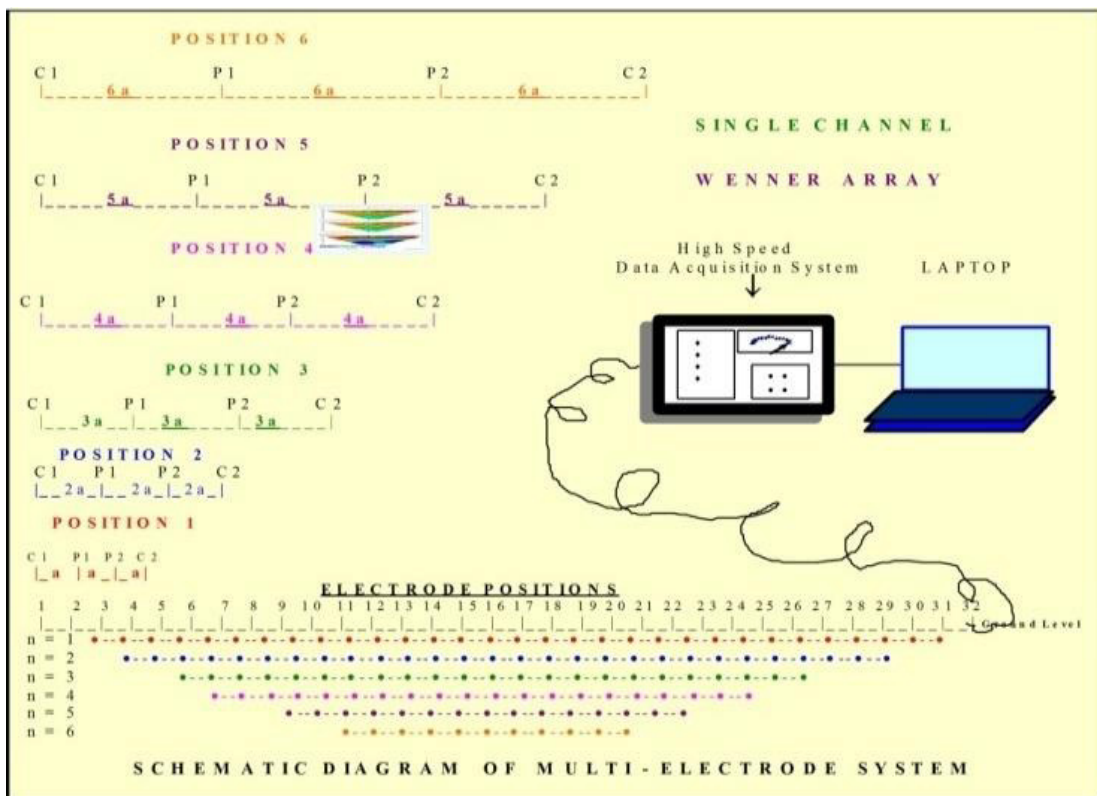 POSITION 6
C1 P1 P2 C2
6a 6a 6a
SINGLE CHANNEL
POSITION 5
WENNER ARRAY
C1 P1 P2 C2
5a 5a 5a
POSITION 4
High Speed
Data Acquisition System LAPTOP
C1 P1 P2 C2
4a 4a 4a
POSITION 3
C1 P1 P2 C2
3a 3a 3a
POSITION 2
C1 P1 P2 C2
2a 2a 2a
POSITION 1
C1 P1 P2 C2
a a a
ELECTRODE POSITIONS
1 2 3 4 5 6 7 8 9 10 11 12 13 14 15 16 17 18 19 20 21 22 23 24 25 26 27 28 29 30 31 32
Ground Level
n = 1
n = 2
n = 3
n = 4
n = 5
n = 6
SCHEMATIC DIAGRAM OF MULTI-ELECTRODE SYSTEM